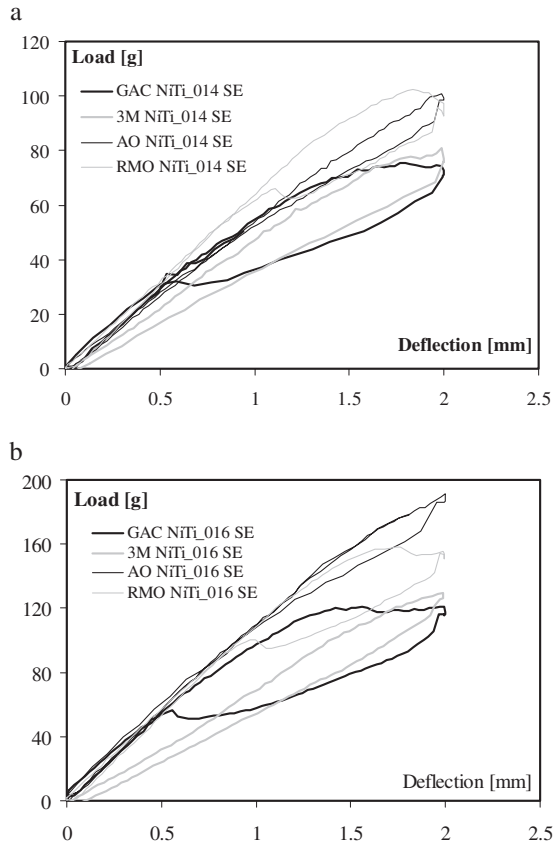 a
Load [g]
120
100
80
60
40
20
0
GAC NiTi_014 SE
3M NiTi_014 SE
AO NiTi_014 SE
RMO NiTi_014 SE
Deflection [mm]
0 0.5 1 1.5 2 2.5
b
Load [g]
200
160
120
80
40
0
GAC NiTi_016 SE
3M NiTi_016 SE
AO NiTi_016 SE
RMO NiTi_016 SE
Deflection [mm]
0 0.5 1 1.5 2 2.5